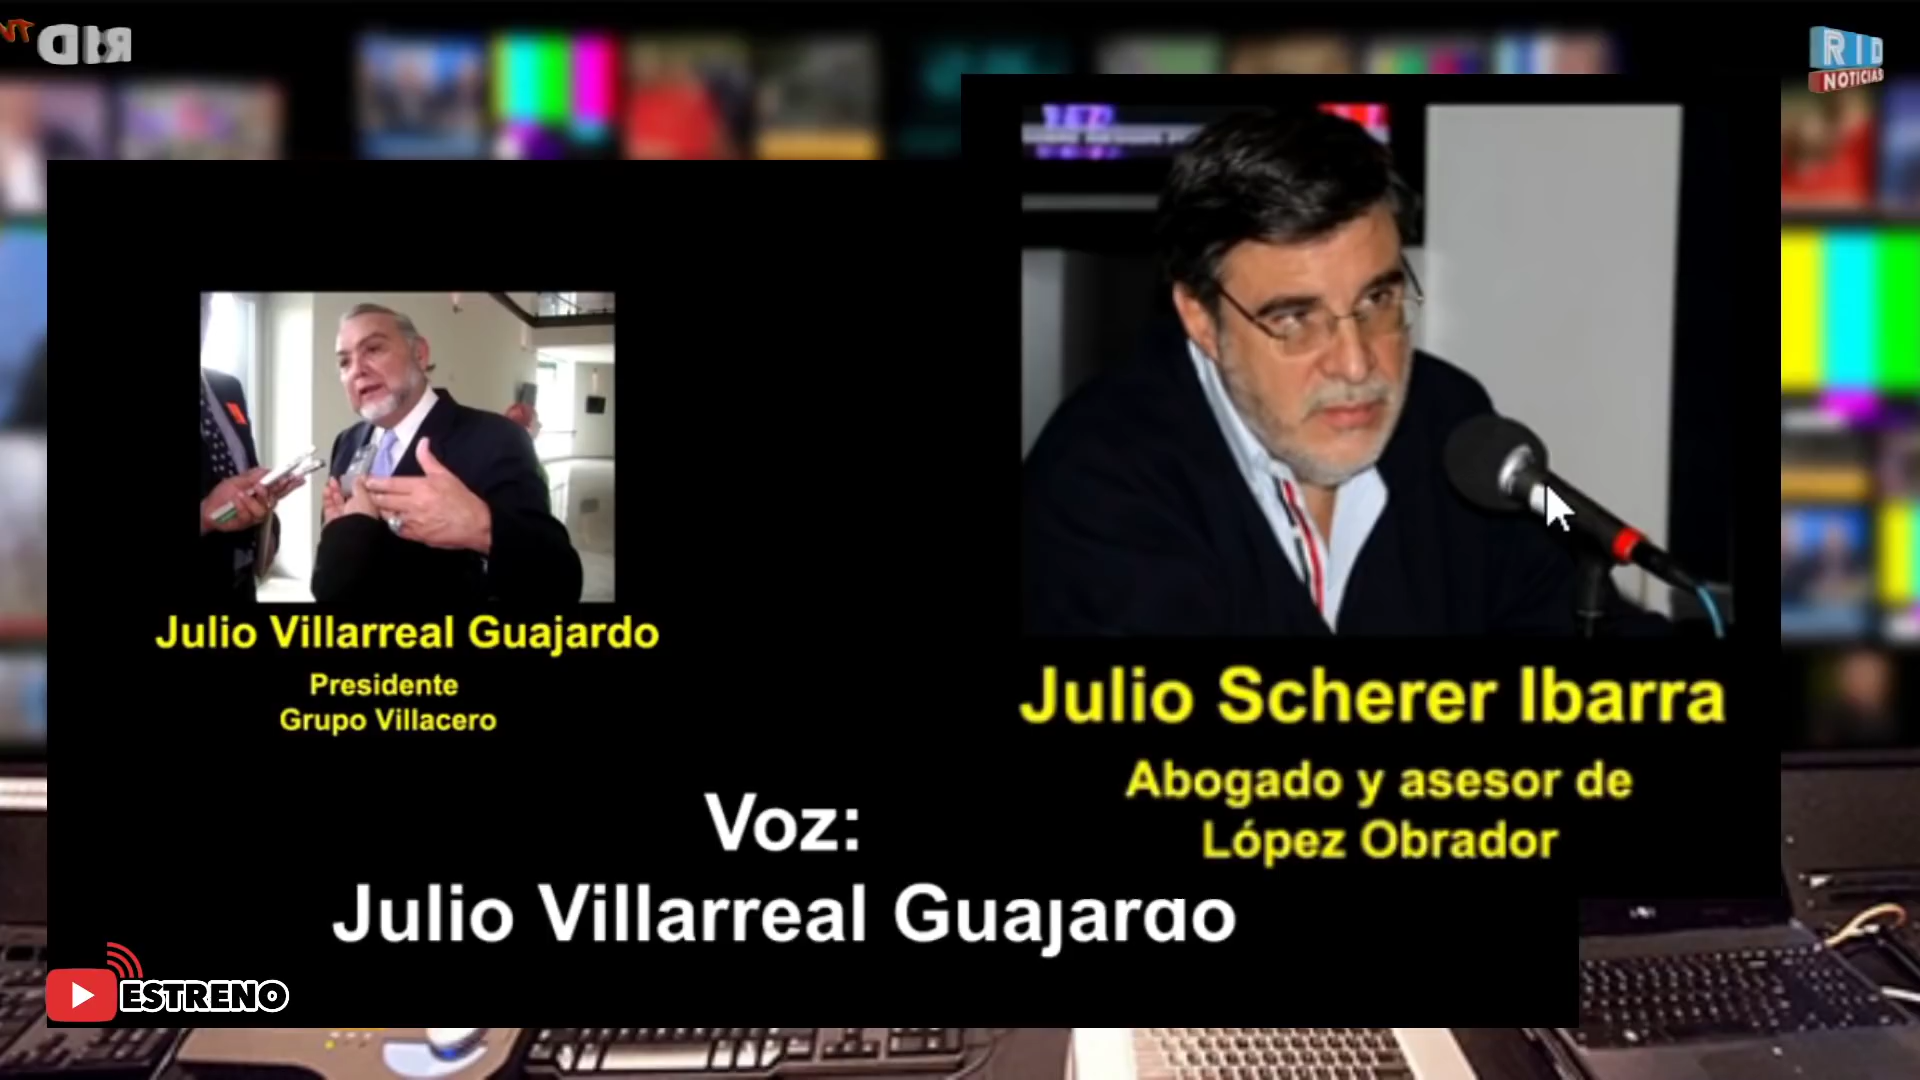 RID
NOTICIAS
Julio Villarreal Guajardo
Presidente
Grupo Villacero
Julio Scherer Ibarra
Abogado y asesor de
López Obrador
Voz:
Julio Villarreal Guajardo
ESTRENO